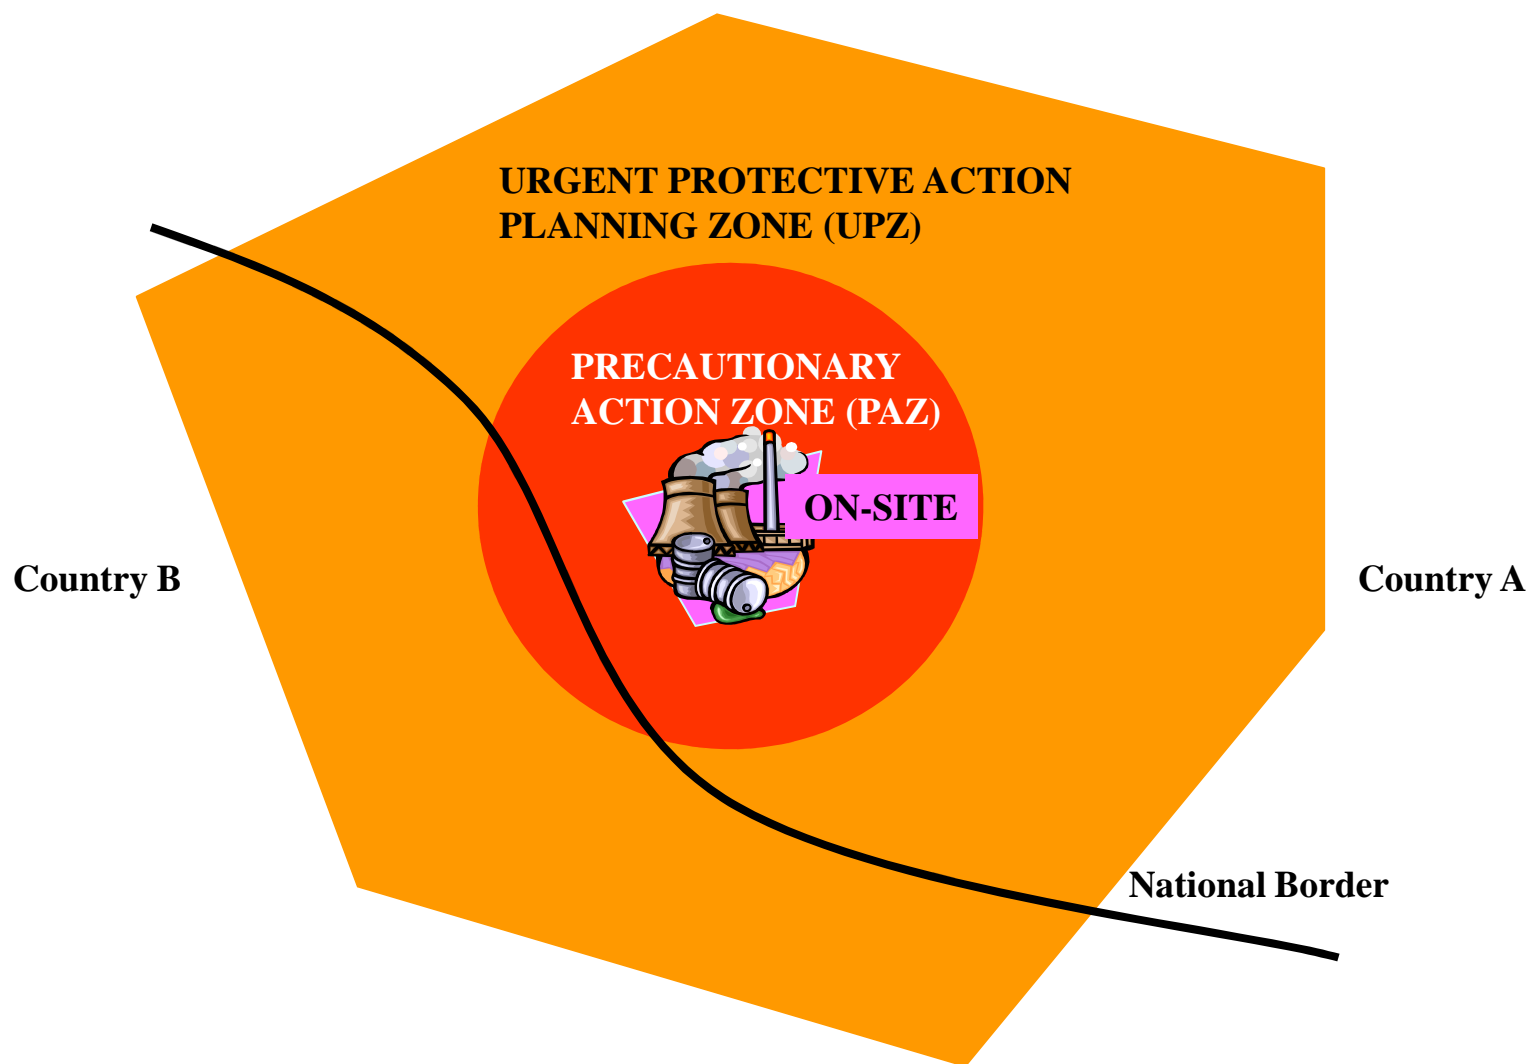 URGENT PROTECTIVE ACTION
PLANNING ZONE (UPZ)
PRECAUTIONARY
ACTION ZONE (PAZ)
ON-SITE
Country B
Country A
National Border